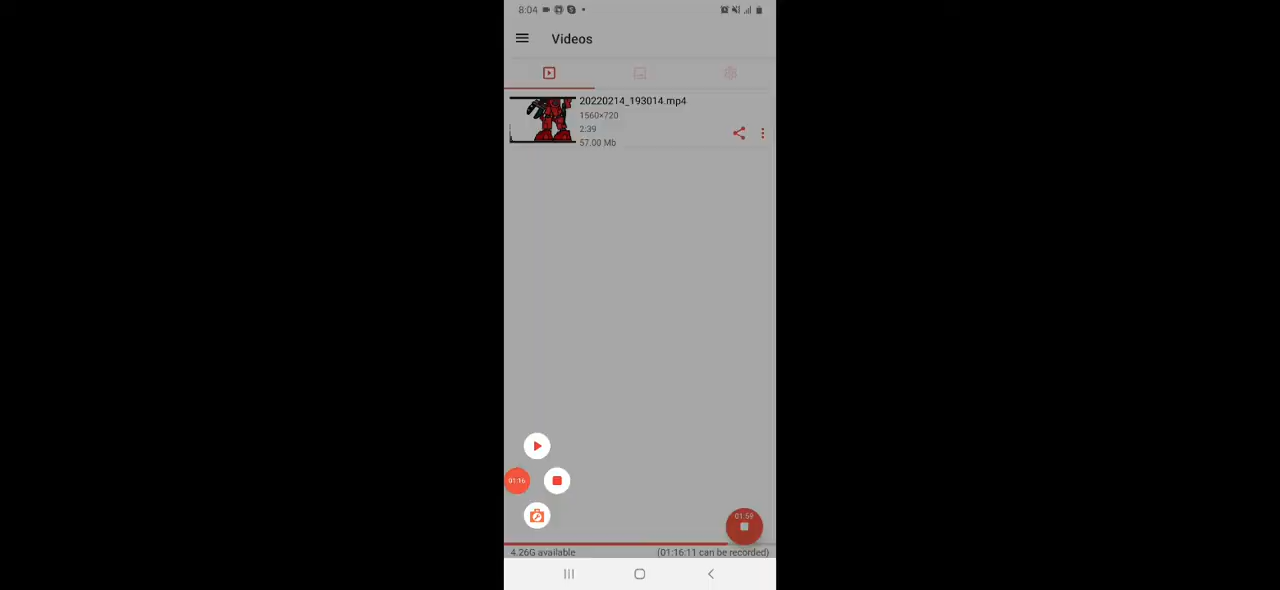 8:04
Videos
20220214_193014.mp4
1560×720
2:39
57.00 Mb
01:16
01:59
4.26G available
(01:16:11 can be recorded)